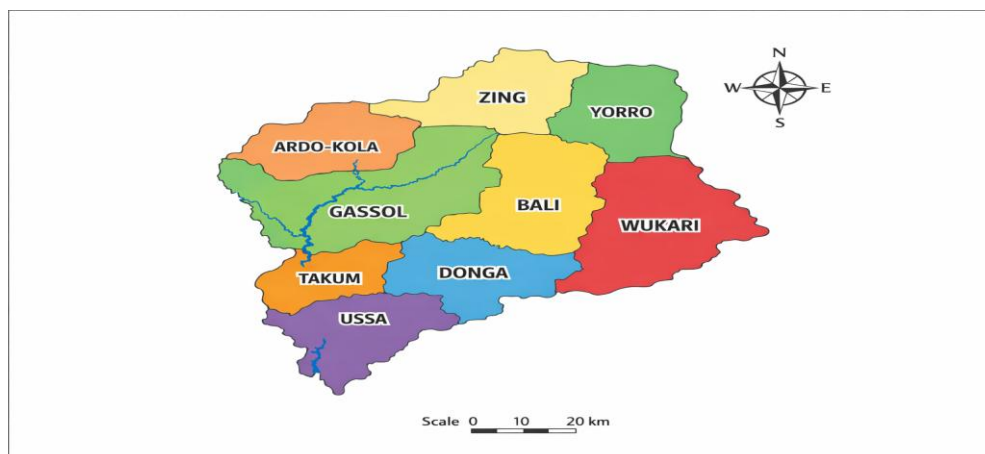 N
W E
S
ZING
YORRO
ARDO-KOLA
GASSOL
BALI
WUKARI
TAKUM
DONGA
USSA
Scale 0 10 20 km